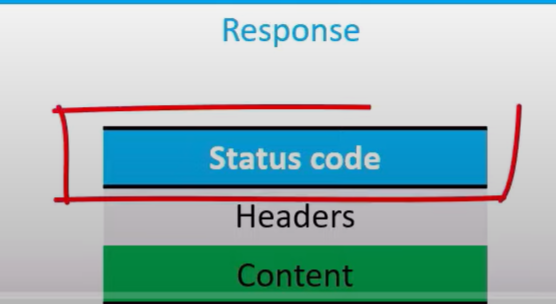 Response
Status code
Headers
Content